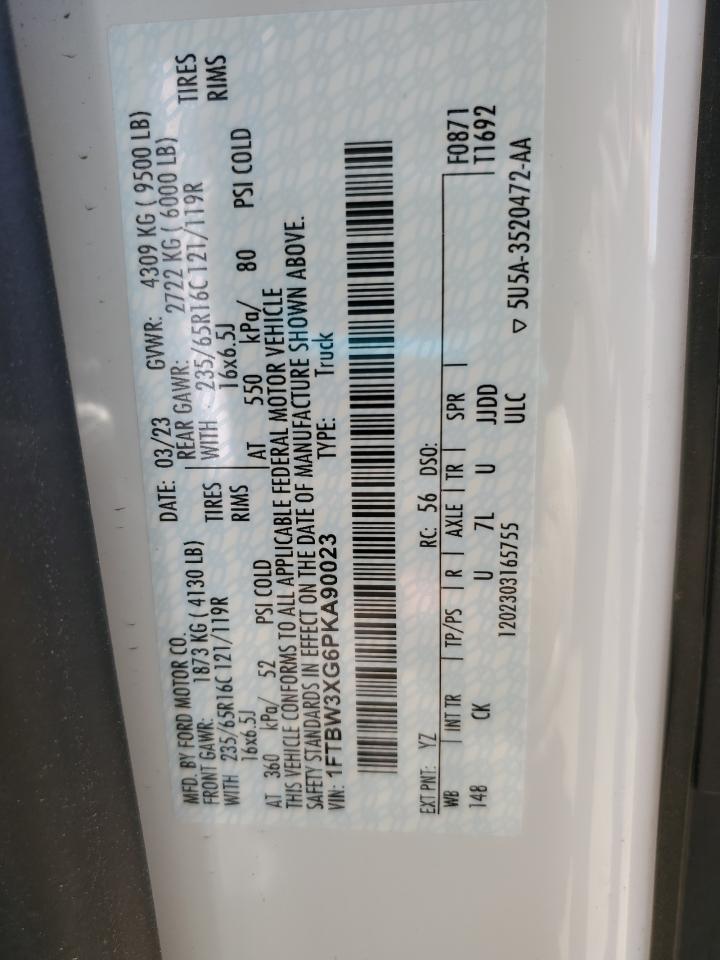 MFD. BY FORD MOTOR CO.
DATE: 03/23 GVWR: 4309 KG ( 9500 LB)
FRONT GAWR: 1873 KG ( 4130 LB)
REAR GAWR: 2722 KG ( 6000 LB)
WITH 235/65R16C 121/119R TIRES
WITH 235/65R16C 121/119R TIRES
16x6.5J RIMS
16x6.5J RIMS
AT 360 kPa/ 52 PSI COLD
AT 550 kPa/ 80 PSI COLD
THIS VEHICLE CONFORMS TO ALL APPLICABLE FEDERAL MOTOR VEHICLE
SAFETY STANDARDS IN EFFECT ON THE DATE OF MANUFACTURE SHOWN ABOVE.
VIN: 1FTBW3XG6PKA90023 TYPE: Truck
EXT PNT: YZ RC: 56 DSO:
WB INT TR TP/PS R AXLE TR SPR F0871
148 CK U 7L U JJDD T1692
ULC
1202303165755 ▽ 5U5A-3520472-AA